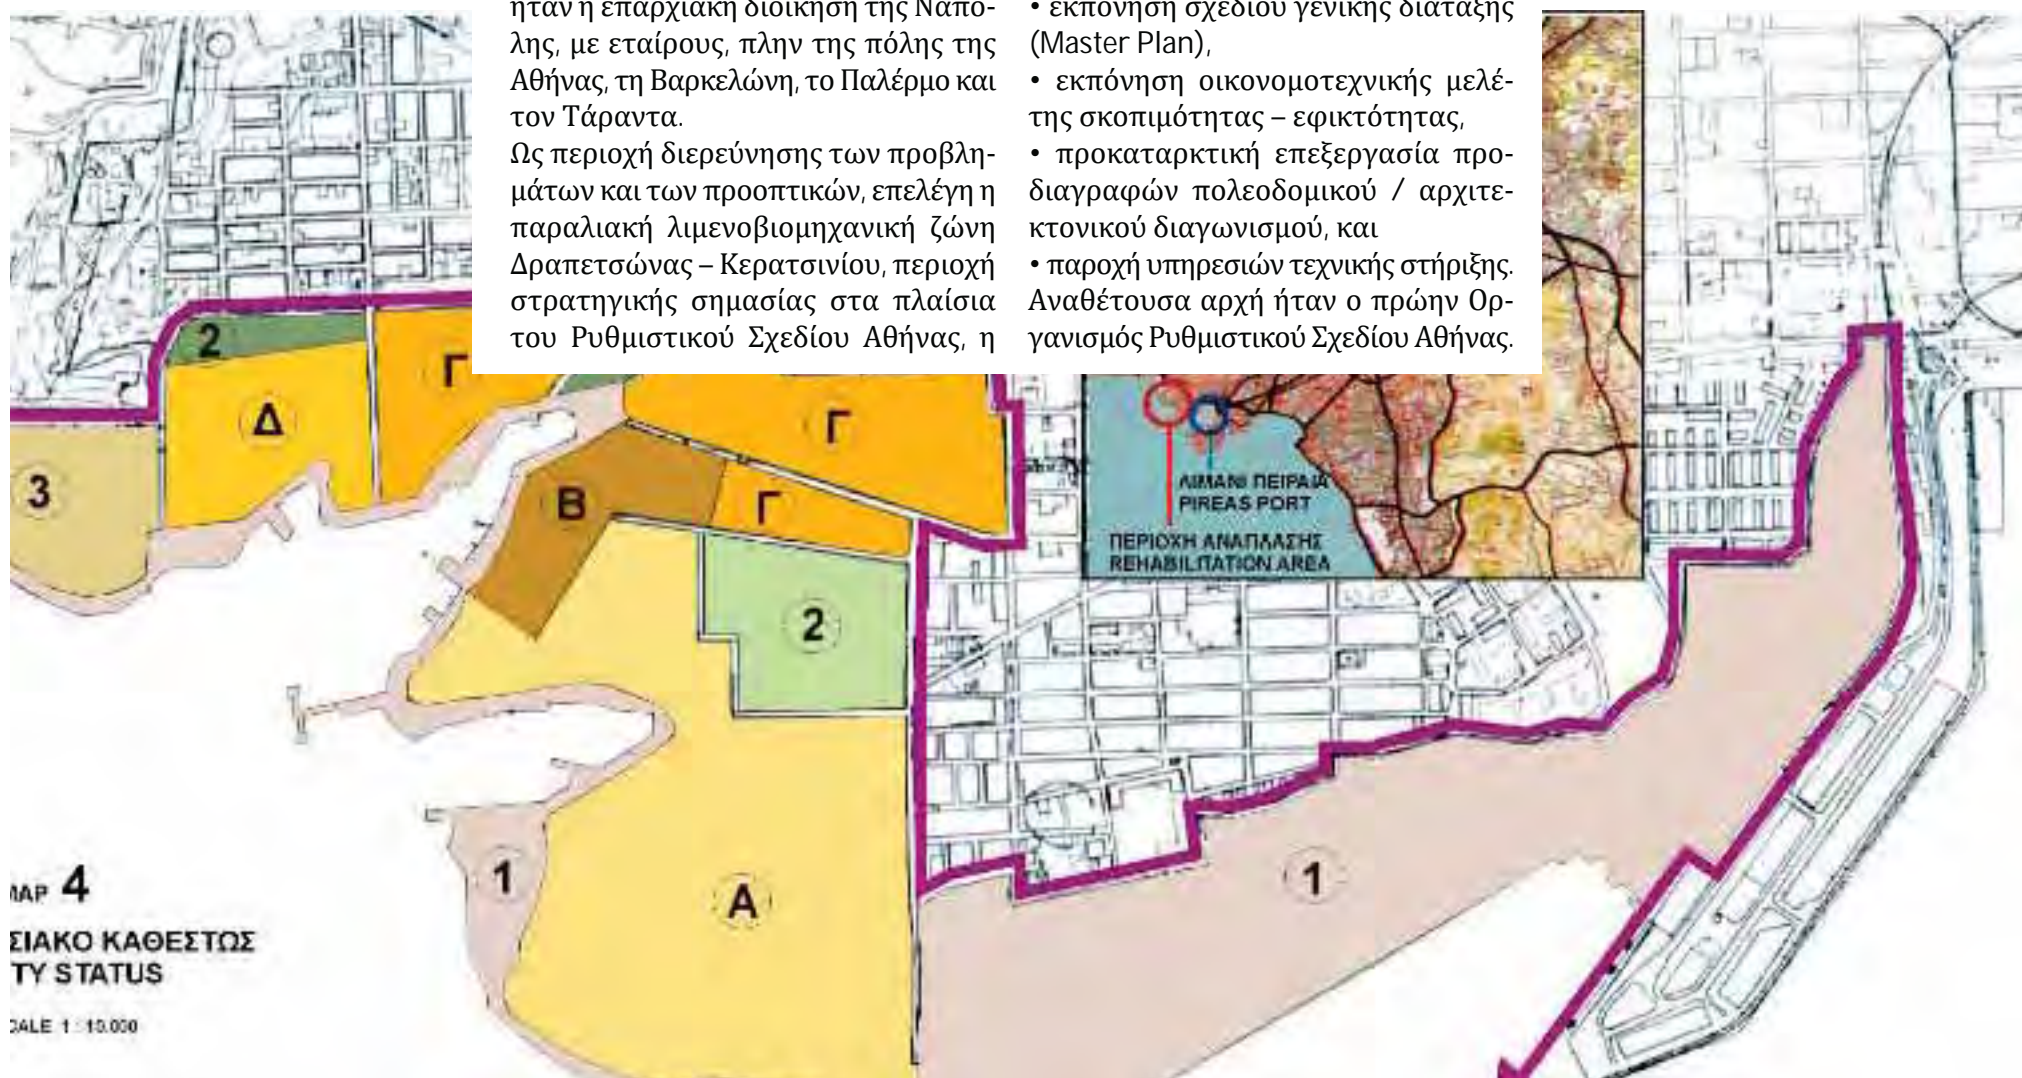 ήταν η επαρχιακή διοίκηση της Νάπο-
λης, με εταίρους, πλην της πόλης της
Αθήνας, τη Βαρκελώνη, το Παλέρμο και
τον Τάραντα.
Ως περιοχή διερεύνησης των προβλη-
μάτων και των προοπτικών, επελέγη η
παραλιακή λιμενοβιομηχανική ζώνη
Δραπετσώνας – Κερατσινίου, περιοχή
στρατηγικής σημασίας στα πλαίσια
του Ρυθμιστικού Σχεδίου Αθήνας, η
• εκπόνηση σχεδίου γενικής διάταξης
(Master Plan),
• εκπόνηση οικονομοτεχνικής μελέ-
της σκοπιμότητας – εφικτότητας,
• προκαταρκτική επεξεργασία προ-
διαγραφών πολεοδομικού / αρχιτε-
κτονικού διαγωνισμού, και
• παροχή υπηρεσιών τεχνικής στήριξης.
Αναθέτουσα αρχή ήταν ο πρώην Ορ-
γανισμός Ρυθμιστικού Σχεδίου Αθήνας.
2
Δ
Γ
Γ
3
Β
Γ
2
ΛΙΜΑΝΙ ΠΕΙΡΑΙΑ
PIREAS PORT
ΠΕΡΙΟΧΗ ΑΝΑΠΛΑΣΗΣ
REHABILITATION AREA
1
Α
1
MAP 4
ΣΙΑΚΟ ΚΑΘΕΣΤΩΣ
TY STATUS
CALE 1 : 10.000